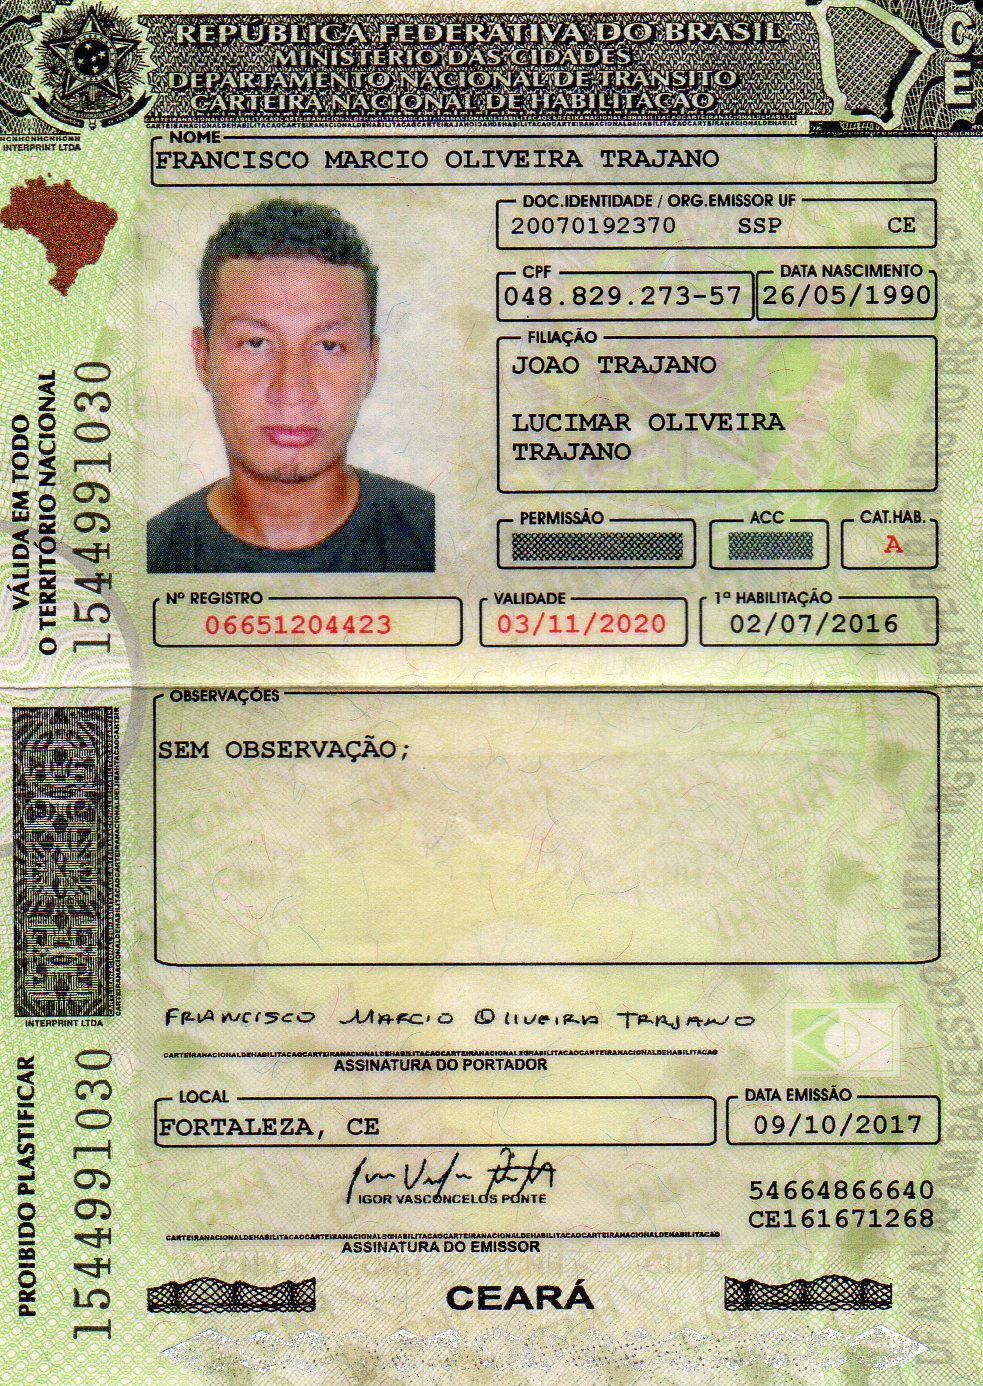 REPÚBLICA FEDERATIVA DO BRASIL
MINISTÉRIO DAS CIDADES
DEPARTAMENTO NACIONAL DE TRÂNSITO
CARTEIRA NACIONAL DE HABILITAÇÃO
CE
INTERPRINT LTDA
NOME
FRANCISCO MARCIO OLIVEIRA TRAJANO
DOC.IDENTIDADE / ORG.EMISSOR UF
20070192370 SSP CE
CPF DATA NASCIMENTO
048.829.273-57 26/05/1990
FILIAÇÃO
JOAO TRAJANO
LUCIMAR OLIVEIRA
TRAJANO
PERMISSÃO ACC CAT.HAB.
A
Nº REGISTRO VALIDADE 1ª HABILITAÇÃO
06651204423 03/11/2020 02/07/2016
VÁLIDA EM TODO
O TERRITÓRIO NACIONAL
1544991030
OBSERVAÇÕES
SEM OBSERVAÇÃO;
INTERPRINT LTDA
FRANCISCO MARCIO OLIVEIRA TRAJANO
ASSINATURA DO PORTADOR
LOCAL DATA EMISSÃO
FORTALEZA, CE 09/10/2017
IGOR VASCONCELOS PONTE
54664866640
CE161671268
ASSINATURA DO EMISSOR
PROIBIDO PLASTIFICAR
1544991030
CEARÁ